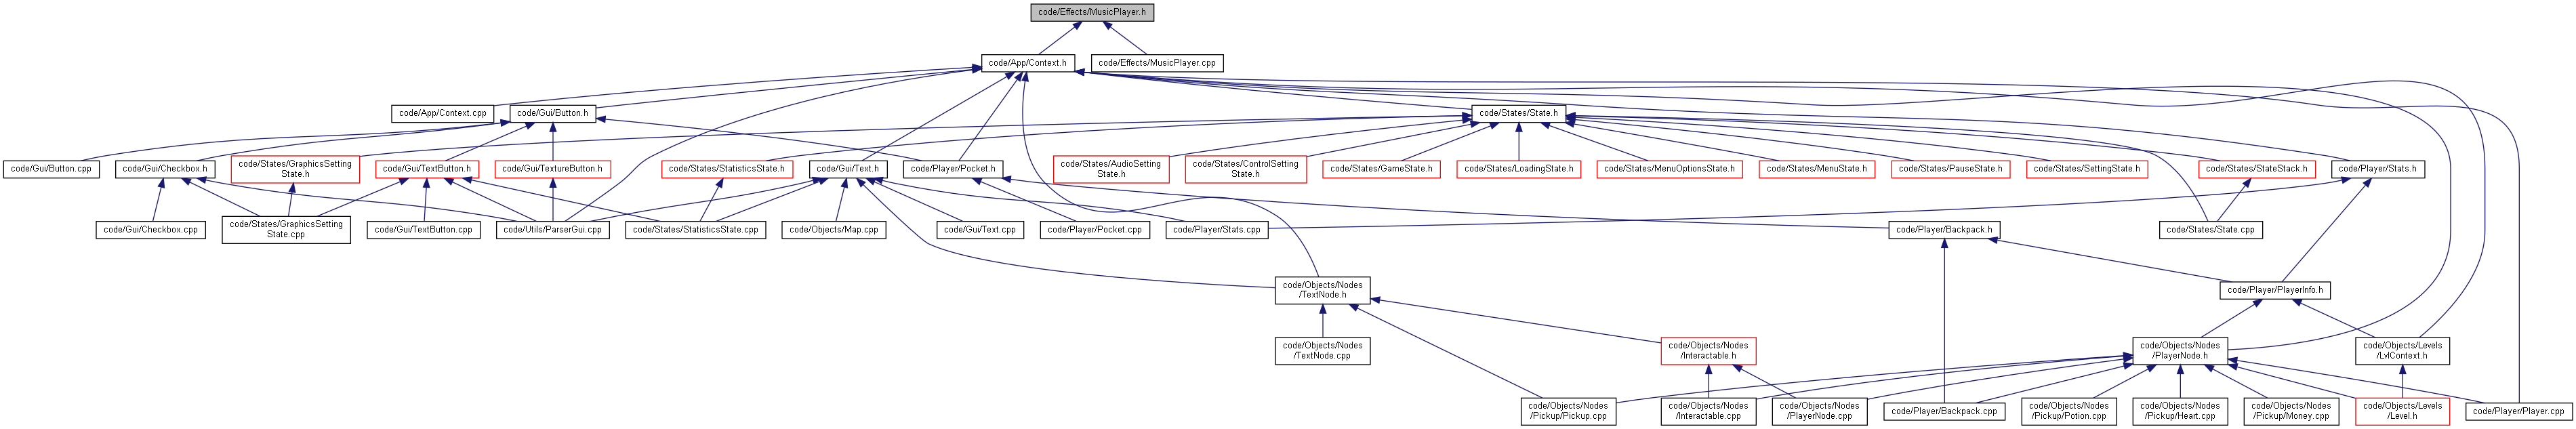 code/Effects/MusicPlayer.h
code/App/Context.h
code/Effects/MusicPlayer.cpp
code/App/Context.cpp
code/Gui/Button.h
code/States/State.h
code/Gui/Button.cpp
code/Gui/Checkbox.h
code/States/GraphicsSetting
State.h
code/Gui/TextButton.h
code/Gui/TextureButton.h
code/States/StatisticsState.h
code/Gui/Text.h
code/Player/Pocket.h
code/States/AudioSetting
State.h
code/States/ControlSetting
State.h
code/States/GameState.h
code/States/LoadingState.h
code/States/MenuOptionsState.h
code/States/MenuState.h
code/States/PauseState.h
code/States/SettingState.h
code/States/StateStack.h
code/Player/Stats.h
code/Gui/Checkbox.cpp
code/States/GraphicsSetting
State.cpp
code/Gui/TextButton.cpp
code/Utils/ParserGui.cpp
code/States/StatisticsState.cpp
code/Objects/Map.cpp
code/Gui/Text.cpp
code/Player/Pocket.cpp
code/Player/Stats.cpp
code/Player/Backpack.h
code/States/State.cpp
code/Objects/Nodes
/TextNode.h
code/Player/PlayerInfo.h
code/Objects/Nodes
/TextNode.cpp
code/Objects/Nodes
/Interactable.h
code/Objects/Nodes
/PlayerNode.h
code/Objects/Levels
/LvlContext.h
code/Objects/Nodes
/Pickup/Pickup.cpp
code/Objects/Nodes
/Interactable.cpp
code/Objects/Nodes
/PlayerNode.cpp
code/Player/Backpack.cpp
code/Objects/Nodes
/Pickup/Potion.cpp
code/Objects/Nodes
/Pickup/Heart.cpp
code/Objects/Nodes
/Pickup/Money.cpp
code/Objects/Levels
/Level.h
code/Player/Player.cpp